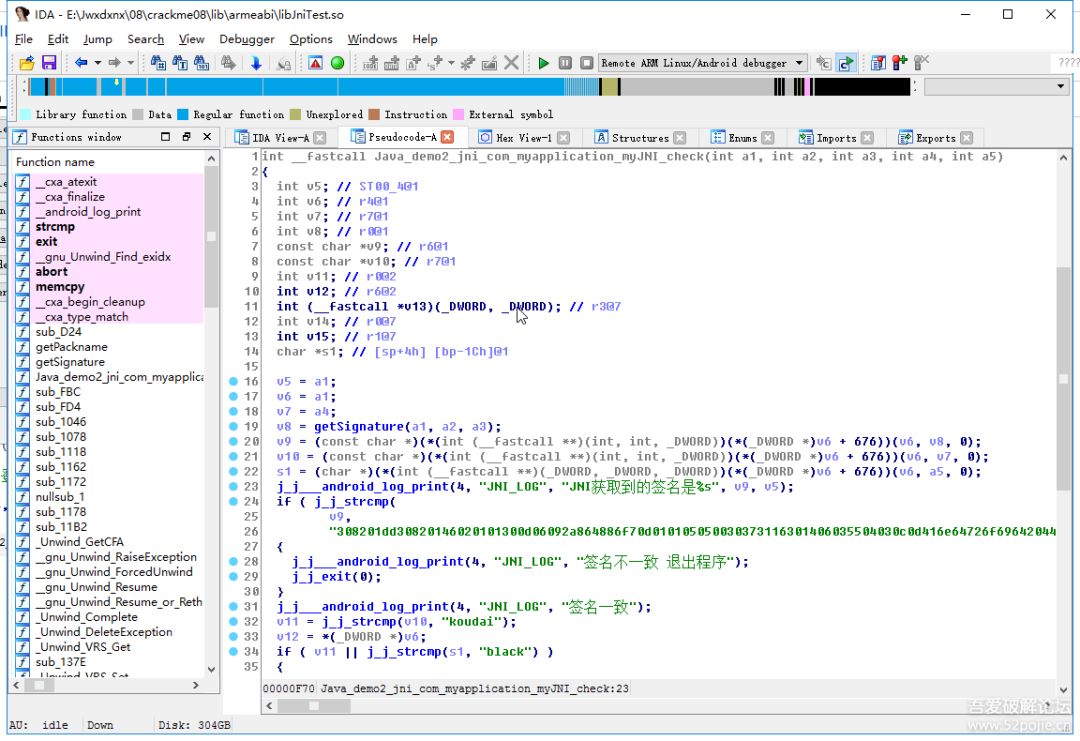 IDA - E:\Jwxdxnx\08\crackme08\lib\armeabi\libJniTest.so
File Edit Jump Search View Debugger Options Windows Help
Remote ARM Linux/Android debugger
????
Library function Data Regular function Unexplored Instruction External symbol
Functions window
IDA View-A Pseudocode-A Hex View-1 Structures Enums Imports Exports
Function name
__cxa_atexit
__cxa_finalize
__android_log_print
strcmp
exit
__gnu_Unwind_Find_exidx
abort
memcpy
__cxa_begin_cleanup
__cxa_type_match
sub_D24
getPackname
getSignature
Java_demo2_jni_com_myapplica
sub_FBC
sub_FD4
sub_1046
sub_1078
sub_1118
sub_1162
sub_1172
nullsub_1
sub_1178
sub_11B2
_Unwind_GetCFA
__gnu_Unwind_RaiseException
__gnu_Unwind_ForcedUnwind
__gnu_Unwind_Resume
__gnu_Unwind_Resume_or_Reth
_Unwind_Complete
_Unwind_DeleteException
_Unwind_VRS_Get
sub_137E
_Unwind_VRS_Set
1 int __fastcall Java_demo2_jni_com_myapplication_myJNI_check(int a1, int a2, int a3, int a4, int a5)
2 {
3 int v5; // ST00_4@1
4 int v6; // r4@1
5 int v7; // r7@1
6 int v8; // r0@1
7 const char *v9; // r6@1
8 const char *v10; // r7@1
9 int v11; // r0@2
10 int v12; // r6@2
11 int (__fastcall *v13)(_DWORD, _DWORD); // r3@7
12 int v14; // r0@7
13 int v15; // r1@7
14 char *s1; // [sp+4h] [bp-1Ch]@1
15
16 v5 = a1;
17 v6 = a1;
18 v7 = a4;
19 v8 = getSignature(a1, a2, a3);
20 v9 = (const char *)(*(int (__fastcall **)(int, int, _DWORD))(*(_DWORD *)v6 + 676))(v6, v8, 0);
21 v10 = (const char *)(*(int (__fastcall **)(int, int, _DWORD))(*(_DWORD *)v6 + 676))(v6, v7, 0);
22 s1 = (char *)(*(int (__fastcall **)(_DWORD, _DWORD, _DWORD))(*(_DWORD *)v6 + 676))(v6, a5, 0);
23 j_j___android_log_print(4, "JNI_LOG", "JNI获取到的签名是%s", v9, v5);
24 if ( j_j_strcmp(
25 v9,
26 "308201dd30820146020101300d06092a864886f70d010105050030373116301406035504030c0d416e64726f69642044
27 {
28 j_j___android_log_print(4, "JNI_LOG", "签名不一致 退出程序");
29 j_j_exit(0);
30 }
31 j_j___android_log_print(4, "JNI_LOG", "签名一致");
32 v11 = j_j_strcmp(v10, "koudai");
33 v12 = *(_DWORD *)v6;
34 if ( v11 || j_j_strcmp(s1, "black") )
35 {
00000F70 Java_demo2_jni_com_myapplication_myJNI_check:23
AU: idle Down Disk: 304GB
吾爱破解论坛
www.52pojie.cn